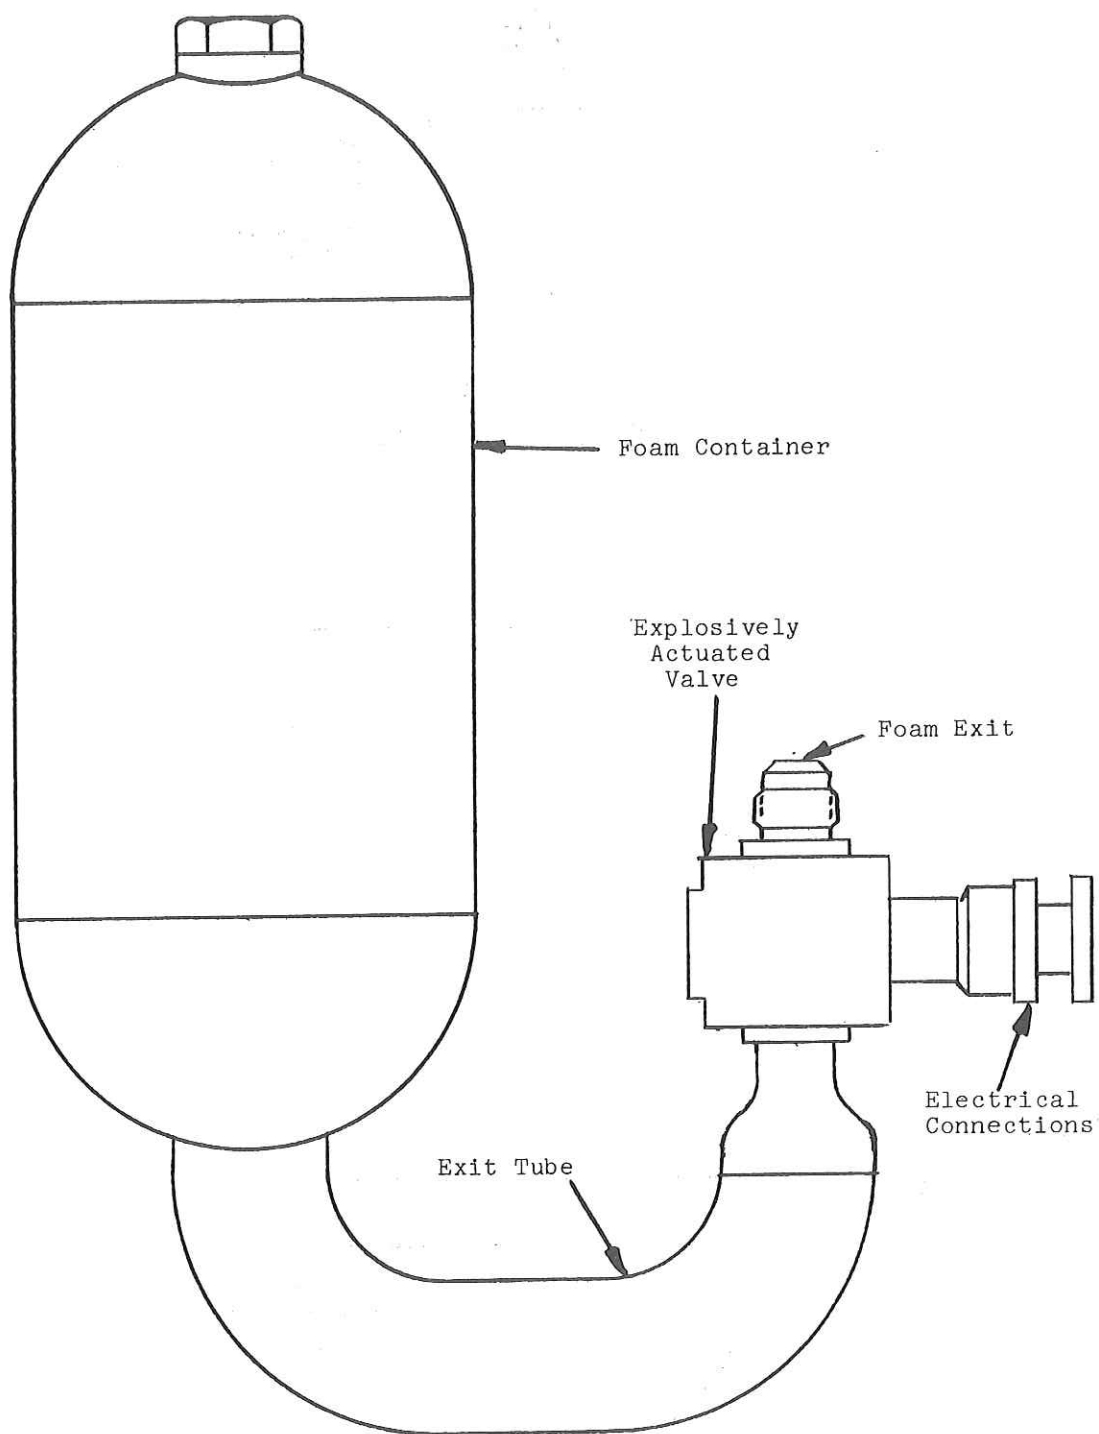 Foam Container
Explosively
Actuated
Valve
Foam Exit
Electrical
Connections
Exit Tube